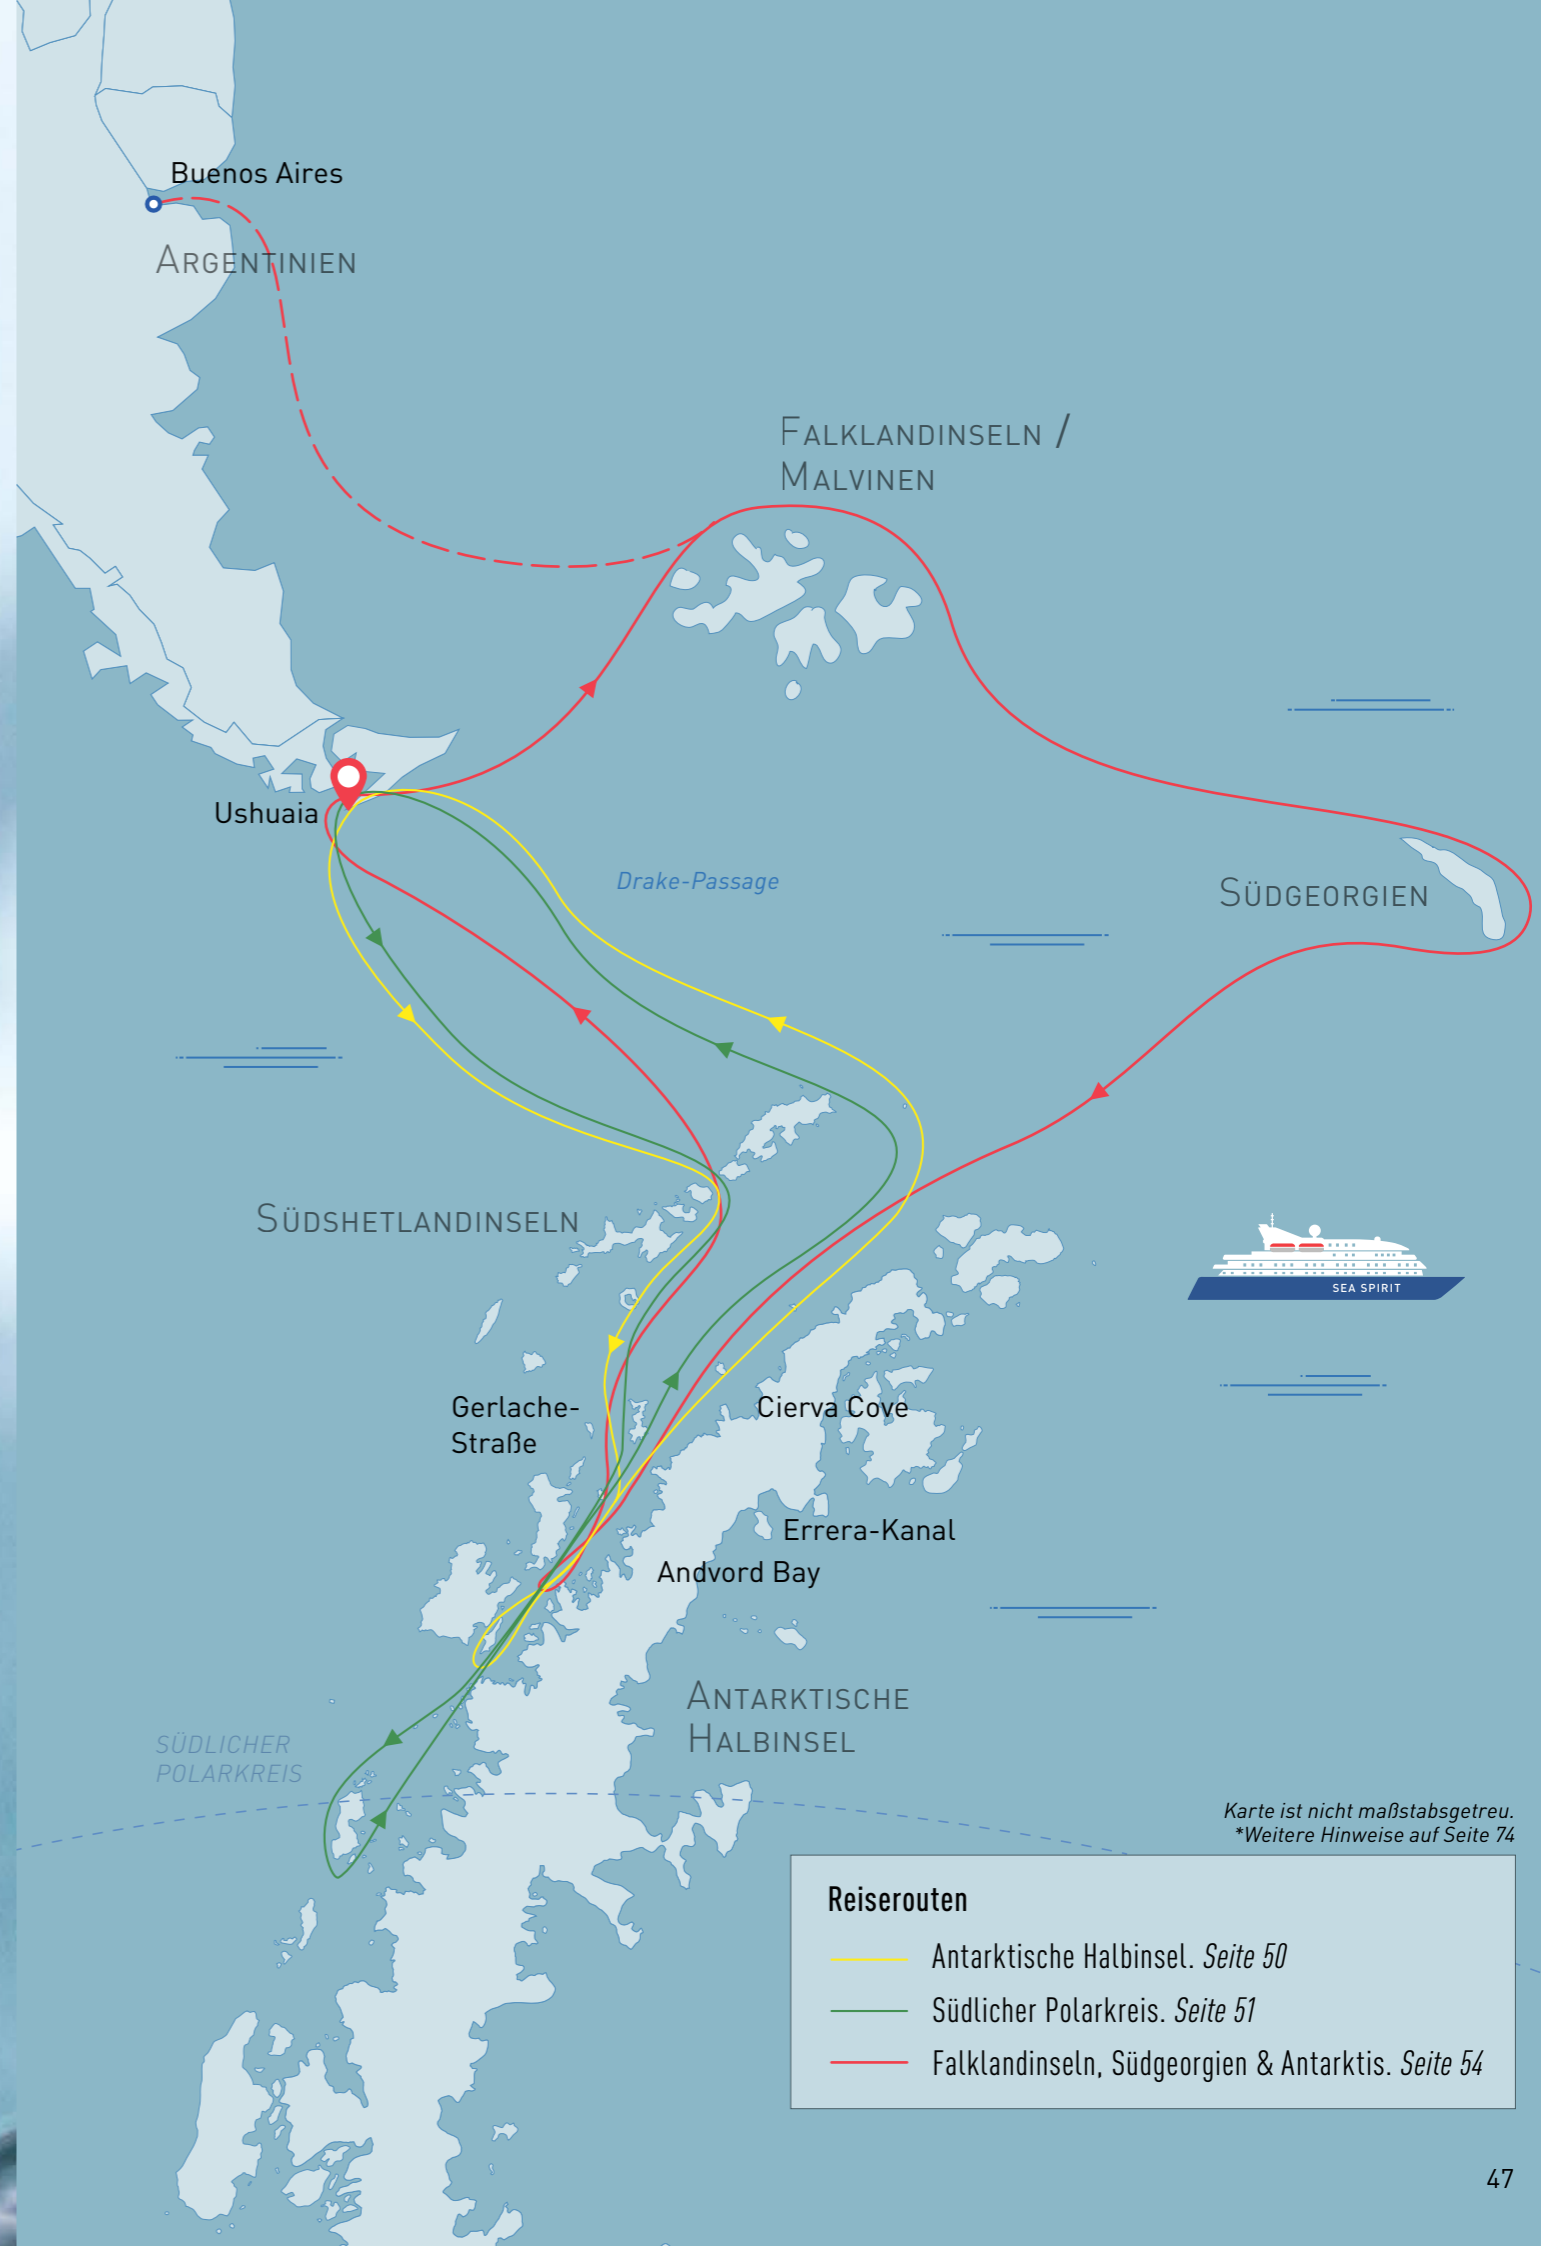 Buenos Aires
ARGENTINIEN
FALKLANDINSELN /
MALVINEN
Ushuaia
Drake-Passage
SÜDGEORGIEN
SÜDSHETLANDINSELN
SEA SPIRIT
Gerlache-
Straße
Cierva Cove
Errera-Kanal
Andvord Bay
ANTARKTISCHE
HALBINSEL
SÜDLICHER
POLARKREIS
Karte ist nicht maßstabsgetreu.
*Weitere Hinweise auf Seite 74
Reiserouten
Antarktische Halbinsel. Seite 50
Südlicher Polarkreis. Seite 51
Falklandinseln, Südgeorgien & Antarktis. Seite 54
47